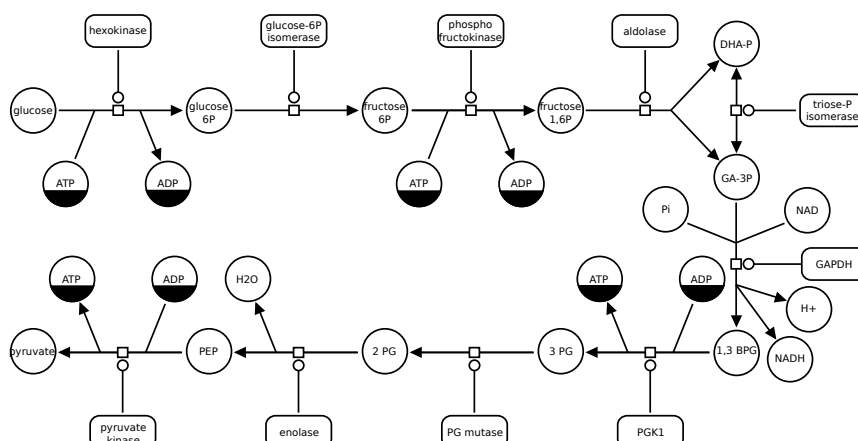 hexokinase
glucose-6P
isomerase
phospho
fructokinase
aldolase
DHA-P
glucose
glucose
6P
fructose
6P
fructose
1,6P
triose-P
isomerase
ATP
ADP
ATP
ADP
GA-3P
Pi
NAD
GAPDH
ATP
ADP
H2O
ATP
ADP
H+
pyruvate
PEP
2 PG
3 PG
1,3 BPG
NADH
pyruvate
kinase
enolase
PG mutase
PGK1